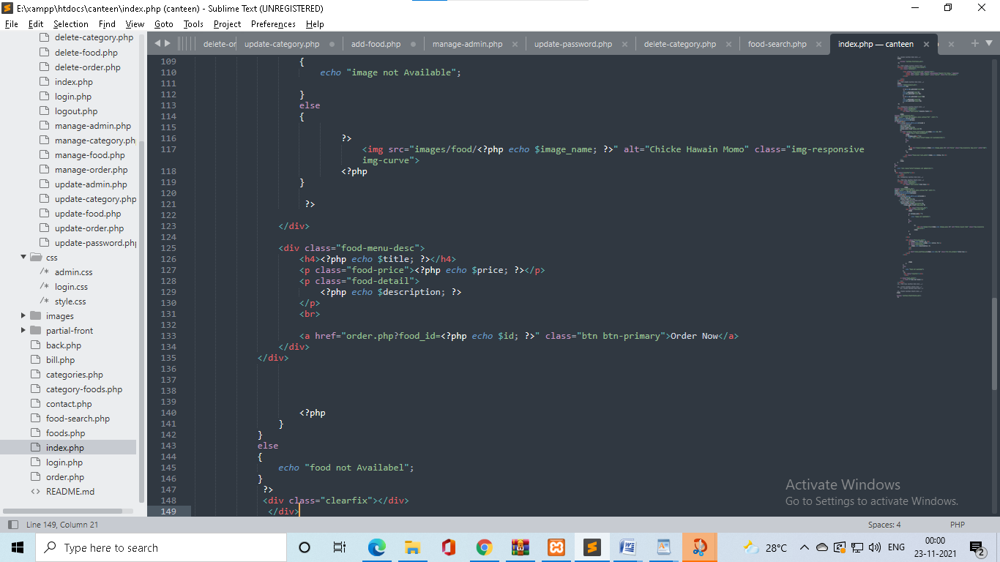 E:\xampp\htdocs\canteen\index.php (canteen) - Sublime Text (UNREGISTERED)
File Edit Selection Find View Goto Tools Project Preferences Help
delete-category.php
delete-food.php
delete-order.php
index.php
login.php
logout.php
manage-admin.php
manage-category.ph
manage-food.php
manage-order.php
update-admin.php
update-category.php
update-food.php
update-order.php
update-password.php
css
/* admin.css
/* login.css
/* style.css
images
partial-front
back.php
bill.php
categories.php
category-foods.php
contact.php
food-search.php
foods.php
index.php
login.php
order.php
<> README.md
delete-or update-category.php add-food.php manage-admin.php update-password.php delete-category.php food-search.php index.php — canteen
109 {
110 echo "image not Available";
111
112 }
113 else
114 {
115
116 ?>
117 <img src="images/food/<?php echo $image_name; ?>" alt="Chicke Hawain Momo" class="img-responsive
img-curve">
118 <?php
119 }
120
121 ?>
122
123 </div>
124
125 <div class="food-menu-desc">
126 <h4><?php echo $title; ?></h4>
127 <p class="food-price"><?php echo $price; ?></p>
128 <p class="food-detail">
129 <?php echo $description; ?>
130 </p>
131 <br>
132
133 <a href="order.php?food_id=<?php echo $id; ?>" class="btn btn-primary">Order Now</a>
134 </div>
135 </div>
136
137
138
139
140 <?php
141 }
142 }
143 else
144 {
145 echo "food not Availabel";
146 }
147 ?>
148 <div class="clearfix"></div>
149 </div>
Activate Windows
Go to Settings to activate Windows.
Line 149, Column 21 Spaces: 4 PHP
Type here to search 28°C ENG 00:00
23-11-2021 2